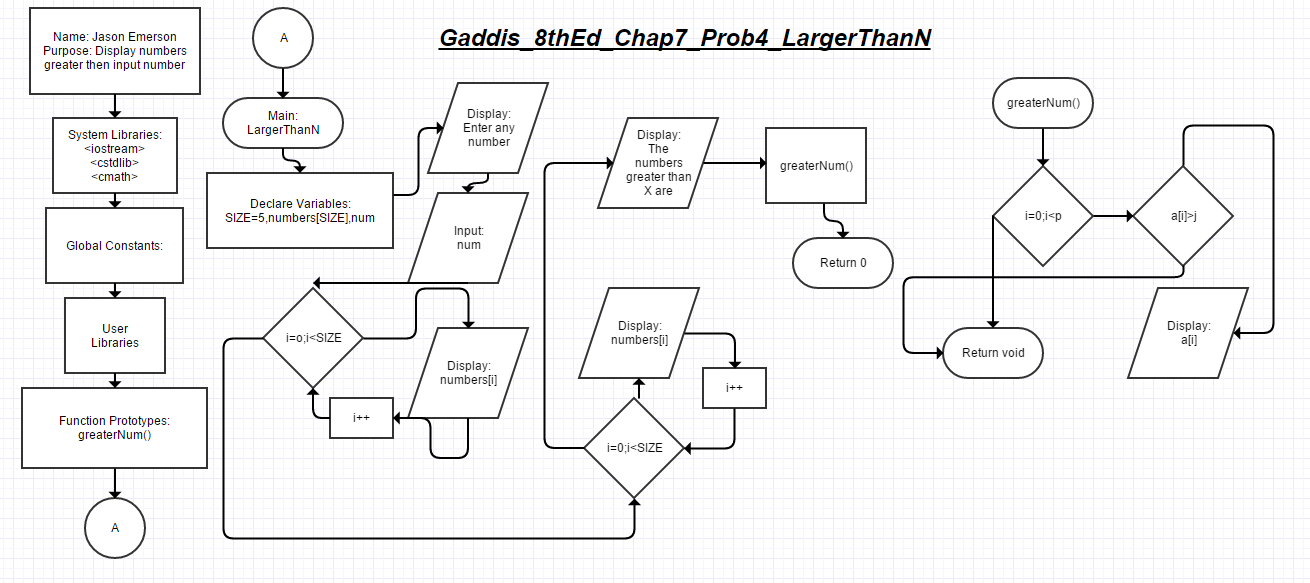 Gaddis_8thEd_Chap7_Prob4_LargerThanN
Name: Jason Emerson
Purpose: Display numbers
greater then input number
System Libraries:
<iostream>
<cstdlib>
<cmath>
Global Constants:
User
Libraries
Function Prototypes:
greaterNum()
A
A
Main:
LargerThanN
Declare Variables:
SIZE=5,numbers[SIZE],num
Display:
Enter any
number
Input:
num
i=o;i<SIZE
Display:
numbers[i]
i++
i=0;i<SIZE
Display:
numbers[i]
i++
Display:
The
numbers
greater than
X are
greaterNum()
Return 0
greaterNum()
i=0;i<p
a[i]>j
Display:
a[i]
Return void